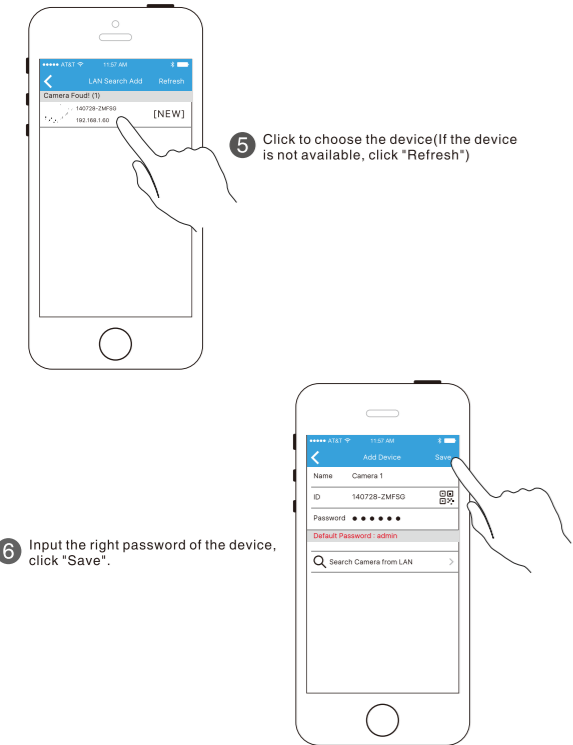 ●●●●● AT&T 11:57 AM
LAN Search Add Refresh
Camera Foud! (1)
140728-ZMFSG
192.168.1.60
[NEW]
5 Click to choose the device(If the device
is not available, click "Refresh")
●●●●● AT&T 11:57 AM
Add Device Save
Name Camera 1
ID 140728-ZMFSG
Password ● ● ● ● ● ●
Default Password : admin
Search Camera from LAN
6 Input the right password of the device,
click "Save".